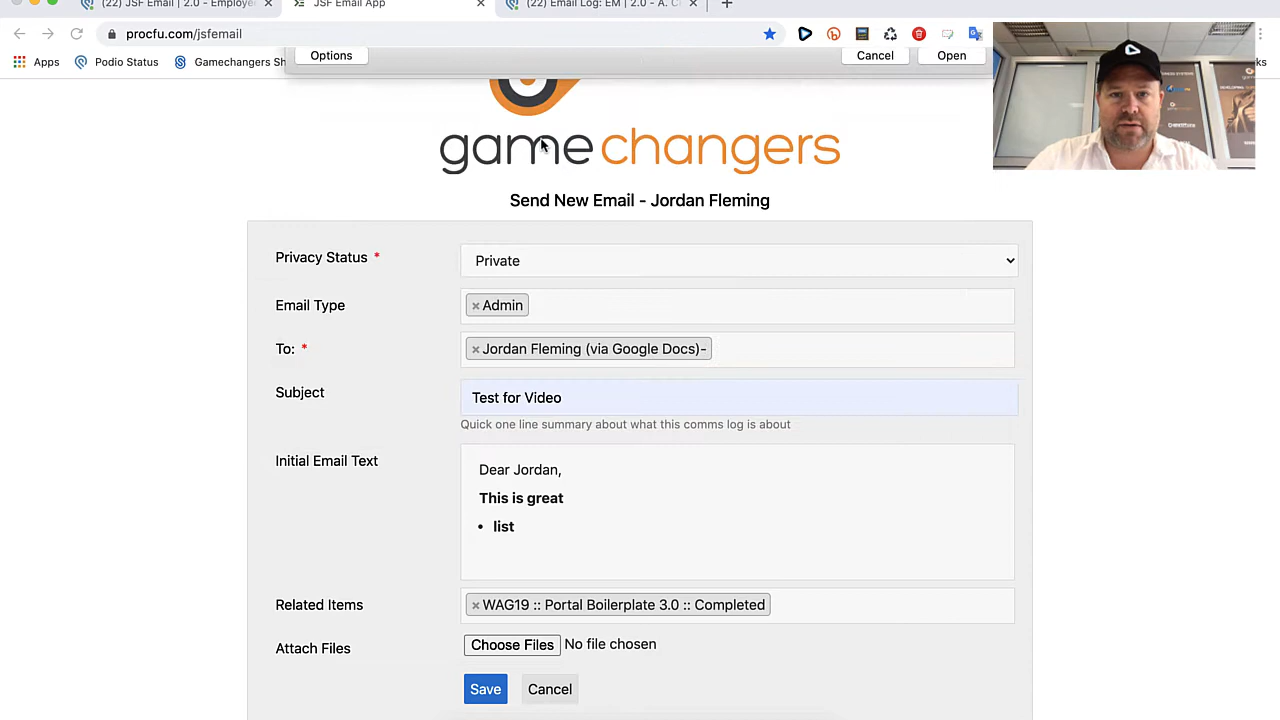 (22) JSF Email | 2.0 - Employe
JSF Email App
(22) Email Log: EM | 2.0 - A. C
procfu.com/jsfemail
Apps
Podio Status
Gamechangers Sh
Options
Cancel
Open
ks
game changers
Send New Email - Jordan Fleming
Privacy Status *
Private
Email Type
× Admin
To: *
× Jordan Fleming (via Google Docs)-
Subject
Test for Video
Quick one line summary about what this comms log is about
Initial Email Text
Dear Jordan,
This is great
• list
Related Items
× WAG19 :: Portal Boilerplate 3.0 :: Completed
Attach Files
Choose Files No file chosen
Save
Cancel